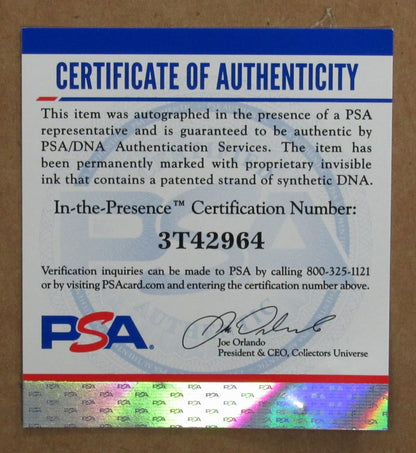 CERTIFICATE OF AUTHENTICITY
This item was autographed in the presence of a PSA
representative and is guaranteed to be authentic by
PSA/DNA Authentication Services. The item has
been permanently marked with proprietary invisible
ink that contains a patented strand of synthetic DNA.
In-the-Presence™ Certification Number:
3T42964
Verification inquiries can be made to PSA by calling 800-325-1121
or by visiting PSAcard.com and entering the certification number above.
PSA®
Joe Orlando
President & CEO, Collectors Universe